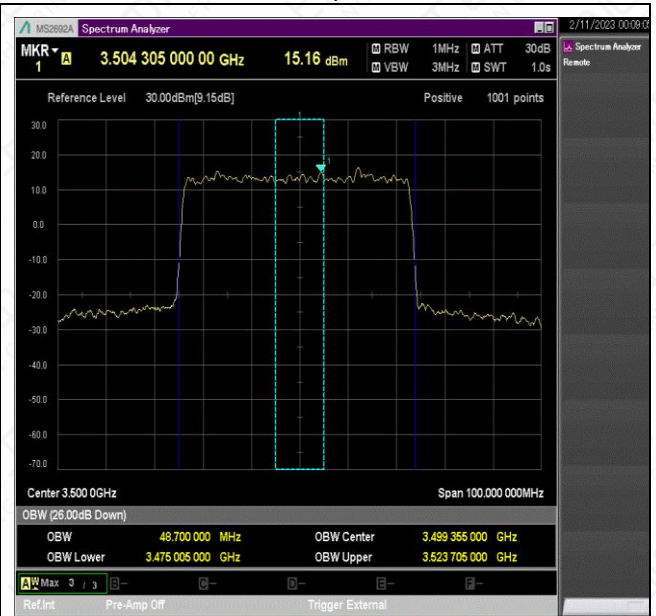 MS2692A Spectrum Analyzer 2/11/2023 00:09:0
MKR A 3.504 305 000 00 GHz 15.16 dBm M RBW 1MHz M ATT 30dB
1 M VBW 3MHz M SWT 1.0s
Spectrum Analyzer
Remote
Reference Level 30.00dBm[9.15dB] Positive 1001 points
1
30.0
20.0
1
10.0
0.0
-10.0
-20.0
-30.0
-40.0
-50.0
-60.0
-70.0
Center 3.500 0GHz Span 100.000 000MHz
OBW (26.00dB Down)
OBW 48.700 000 MHz OBW Center 3.499 355 000 GHz
OBW Lower 3.475 005 000 GHz OBW Upper 3.523 705 000 GHz
A W Max 3 / 3 B- C- D- E- F-
Ref.Int Pre-Amp Off Trigger External